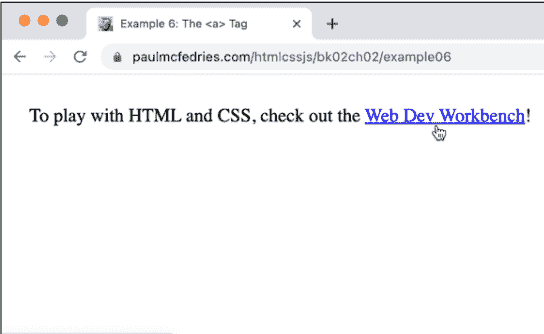 Example 6: The <a> Tag
paulmcfedries.com/htmlcssjs/bk02ch02/example06
To play with HTML and CSS, check out the Web Dev Workbench!